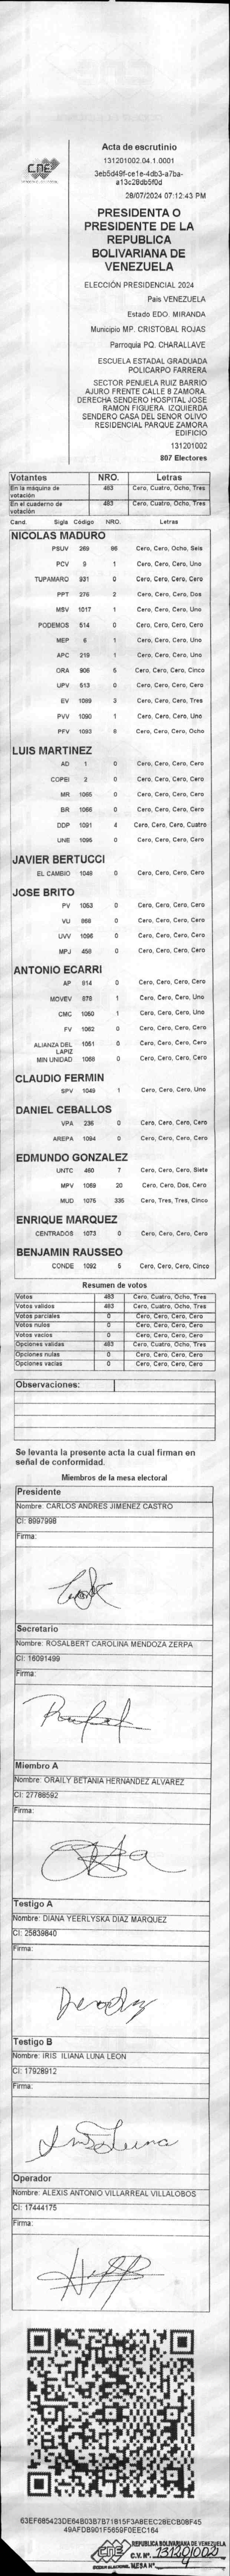 Acta de escrutinio
CNE
131201002.04.1.0001
3eb5d49f-ce1e-4db3-a7ba-
a13c28db5f0d
28/07/2024 07:12:43 PM
PRESIDENTA O
PRESIDENTE DE LA
REPUBLICA
BOLIVARIANA DE
VENEZUELA
ELECCIÓN PRESIDENCIAL 2024
Pais VENEZUELA
Estado EDO. MIRANDA
Municipio MP. CRISTOBAL ROJAS
Parroquia PQ. CHARALLAVE
ESCUELA ESTADAL GRADUADA
POLICARPO FARRERA
SECTOR PENUELA RUIZ BARRIO
AJURO FRENTE CALLE 8 ZAMORA.
DERECHA SENDERO HOSPITAL JOSE
RAMON FIGUERA. IZQUIERDA
SENDERO CASA DEL SENOR OLIVO
RESIDENCIAL PARQUE ZAMORA
EDIFICIO
131201002
807 Electores
Votantes NRO. Letras
En la máquina de votación 483 Cero, Cuatro, Ocho, Tres
En el cuaderno de votación 483 Cero, Cuatro, Ocho, Tres
Cand. Sigla Código NRO. Letras
NICOLAS MADURO
PSUV 269 86 Cero, Cero, Ocho, Seis
PCV 9 1 Cero, Cero, Cero, Uno
TUPAMARO 931 0 Cero, Cero, Cero, Cero
PPT 276 2 Cero, Cero, Cero, Dos
MSV 1017 1 Cero, Cero, Cero, Uno
PODEMOS 514 0 Cero, Cero, Cero, Cero
MEP 6 1 Cero, Cero, Cero, Uno
APC 219 1 Cero, Cero, Cero, Uno
ORA 906 5 Cero, Cero, Cero, Cinco
UPV 513 0 Cero, Cero, Cero, Cero
EV 1089 3 Cero, Cero, Cero, Tres
PVV 1090 1 Cero, Cero, Cero, Uno
PFV 1093 8 Cero, Cero, Cero, Ocho
LUIS MARTINEZ
AD 1 0 Cero, Cero, Cero, Cero
COPEI 2 0 Cero, Cero, Cero, Cero
MR 1065 0 Cero, Cero, Cero, Cero
BR 1066 0 Cero, Cero, Cero, Cero
DDP 1091 4 Cero, Cero, Cero, Cuatro
UNE 1095 0 Cero, Cero, Cero, Cero
JAVIER BERTUCCI
EL CAMBIO 1048 0 Cero, Cero, Cero, Cero
JOSE BRITO
PV 1053 0 Cero, Cero, Cero, Cero
VU 868 0 Cero, Cero, Cero, Cero
UVV 1096 0 Cero, Cero, Cero, Cero
MPJ 459 0 Cero, Cero, Cero, Cero
ANTONIO ECARRI
AP 914 0 Cero, Cero, Cero, Cero
MOVEV 878 1 Cero, Cero, Cero, Uno
CMC 1050 1 Cero, Cero, Cero, Uno
FV 1062 0 Cero, Cero, Cero, Cero
ALIANZA DEL LAPIZ 1051 0 Cero, Cero, Cero, Cero
MIN UNIDAD 1068 0 Cero, Cero, Cero, Cero
CLAUDIO FERMIN
SPV 1049 1 Cero, Cero, Cero, Uno
DANIEL CEBALLOS
VPA 236 0 Cero, Cero, Cero, Cero
AREPA 1094 0 Cero, Cero, Cero, Cero
EDMUNDO GONZALEZ
UNTC 460 7 Cero, Cero, Cero, Siete
MPV 1069 20 Cero, Cero, Dos, Cero
MUD 1075 335 Cero, Tres, Tres, Cinco
ENRIQUE MARQUEZ
CENTRADOS 1073 0 Cero, Cero, Cero, Cero
BENJAMIN RAUSSEO
CONDE 1092 5 Cero, Cero, Cero, Cinco
Resumen de votos
Votos 483 Cero, Cuatro, Ocho, Tres
Votos validos 483 Cero, Cuatro, Ocho, Tres
Votos parciales 0 Cero, Cero, Cero, Cero
Votos nulos 0 Cero, Cero, Cero, Cero
Votos vacios 0 Cero, Cero, Cero, Cero
Opciones validas 483 Cero, Cuatro, Ocho, Tres
Opciones nulas 0 Cero, Cero, Cero, Cero
Opciones vacias 0 Cero, Cero, Cero, Cero
Observaciones:
Se levanta la presente acta la cual firman en
señal de conformidad.
Miembros de la mesa electoral
Presidente
Nombre: CARLOS ANDRES JIMENEZ CASTRO
CI: 8997998
Firma:
Secretario
Nombre: ROSALBERT CAROLINA MENDOZA ZERPA
CI: 16091499
Firma:
Miembro A
Nombre: ORAILY BETANIA HERNANDEZ ALVAREZ
CI: 27788592
Firma:
Testigo A
Nombre: DIANA YEERLYSKA DIAZ MARQUEZ
CI: 25839840
Firma:
Testigo B
Nombre: IRIS ILIANA LUNA LEON
CI: 17928912
Firma:
Operador
Nombre: ALEXIS ANTONIO VILLARREAL VILLALOBOS
CI: 17444175
Firma:
63EF685423DE64B03B7B71815F3A8EEC28ECB08F45
49AFDB901F5659F0EEC164
CNE
REPUBLICA BOLIVARIANA DE VENEZUELA
C.V. Nº. 131201002
MESA Nº. 4